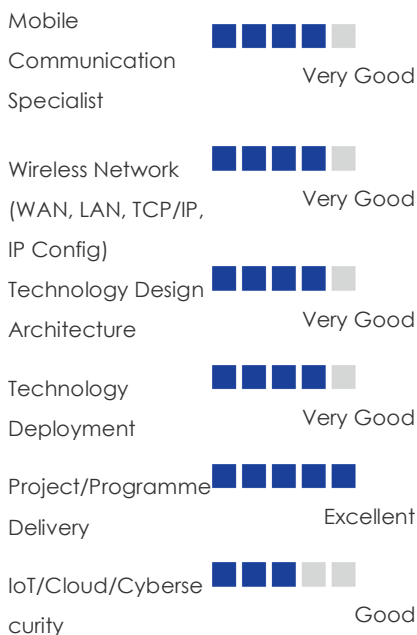 Mobile
Communication
Specialist
Very Good
Wireless Network
(WAN, LAN, TCP/IP,
IP Config)
Very Good
Technology Design
Architecture
Very Good
Technology
Deployment
Very Good
Project/Programme
Delivery
Excellent
IoT/Cloud/Cyberse
curity
Good